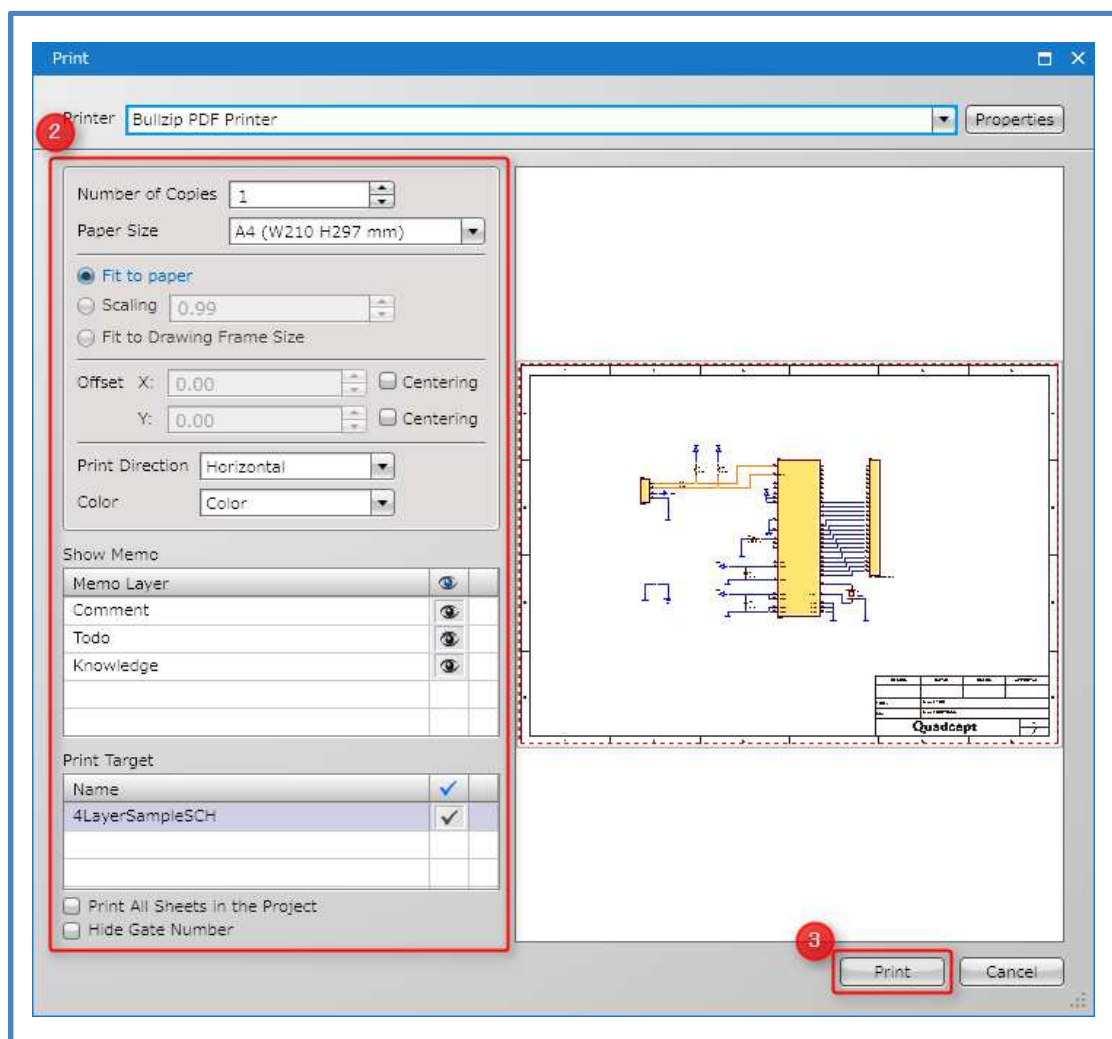 Print
Printer Bullzip PDF Printer Properties
2
Number of Copies 1
Paper Size A4 (W210 H297 mm)
Fit to paper
Scaling 0.99
Fit to Drawing Frame Size
Offset X: 0.00 Centering
Y: 0.00 Centering
Print Direction Horizontal
Color Color
Show Memo
Memo Layer
Comment
Todo
Knowledge
Quadcept
Print Target
Name
4LayerSampleSCH
Print All Sheets in the Project
Hide Gate Number
3
Print Cancel